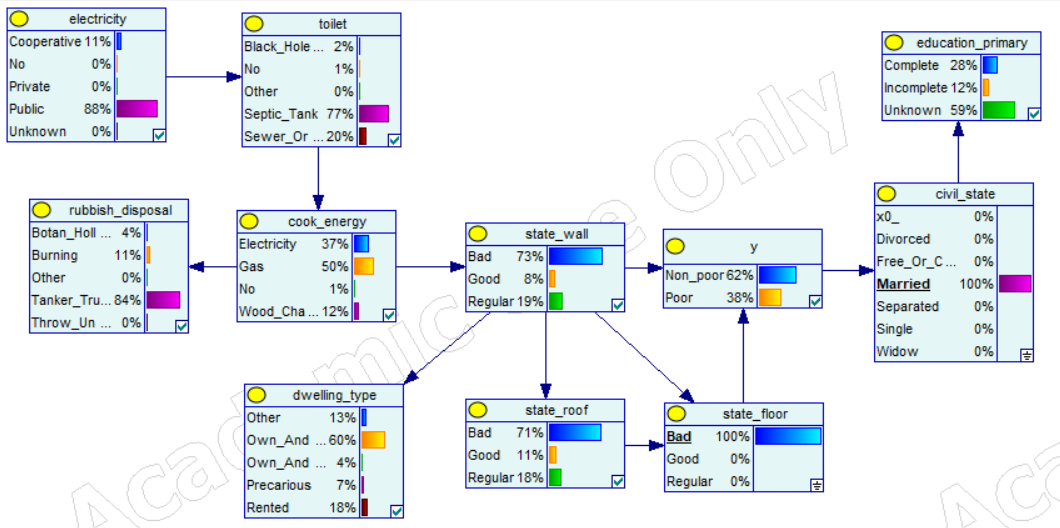 electricity
Cooperative 11%
No 0%
Private 0%
Public 88%
Unknown 0%
toilet
Black_Hole ... 2%
No 1%
Other 0%
Septic_Tank 77%
Sewer_Or ... 20%
education_primary
Complete 28%
Incomplete 12%
Unknown 59%
rubbish_disposal
Botan_Holl ... 4%
Burning 11%
Other 0%
Tanker_Tru... 84%
Throw_Un ... 0%
cook_energy
Electricity 37%
Gas 50%
No 1%
Wood_Cha... 12%
state_wall
Bad 73%
Good 8%
Regular 19%
y
Non_poor 62%
Poor 38%
civil_state
x0_ 0%
Divorced 0%
Free_Or_C ... 0%
Married 100%
Separated 0%
Single 0%
Widow 0%
dwelling_type
Other 13%
Own_And ... 60%
Own_And ... 4%
Precarious 7%
Rented 18%
state_roof
Bad 71%
Good 11%
Regular 18%
state_floor
Bad 100%
Good 0%
Regular 0%